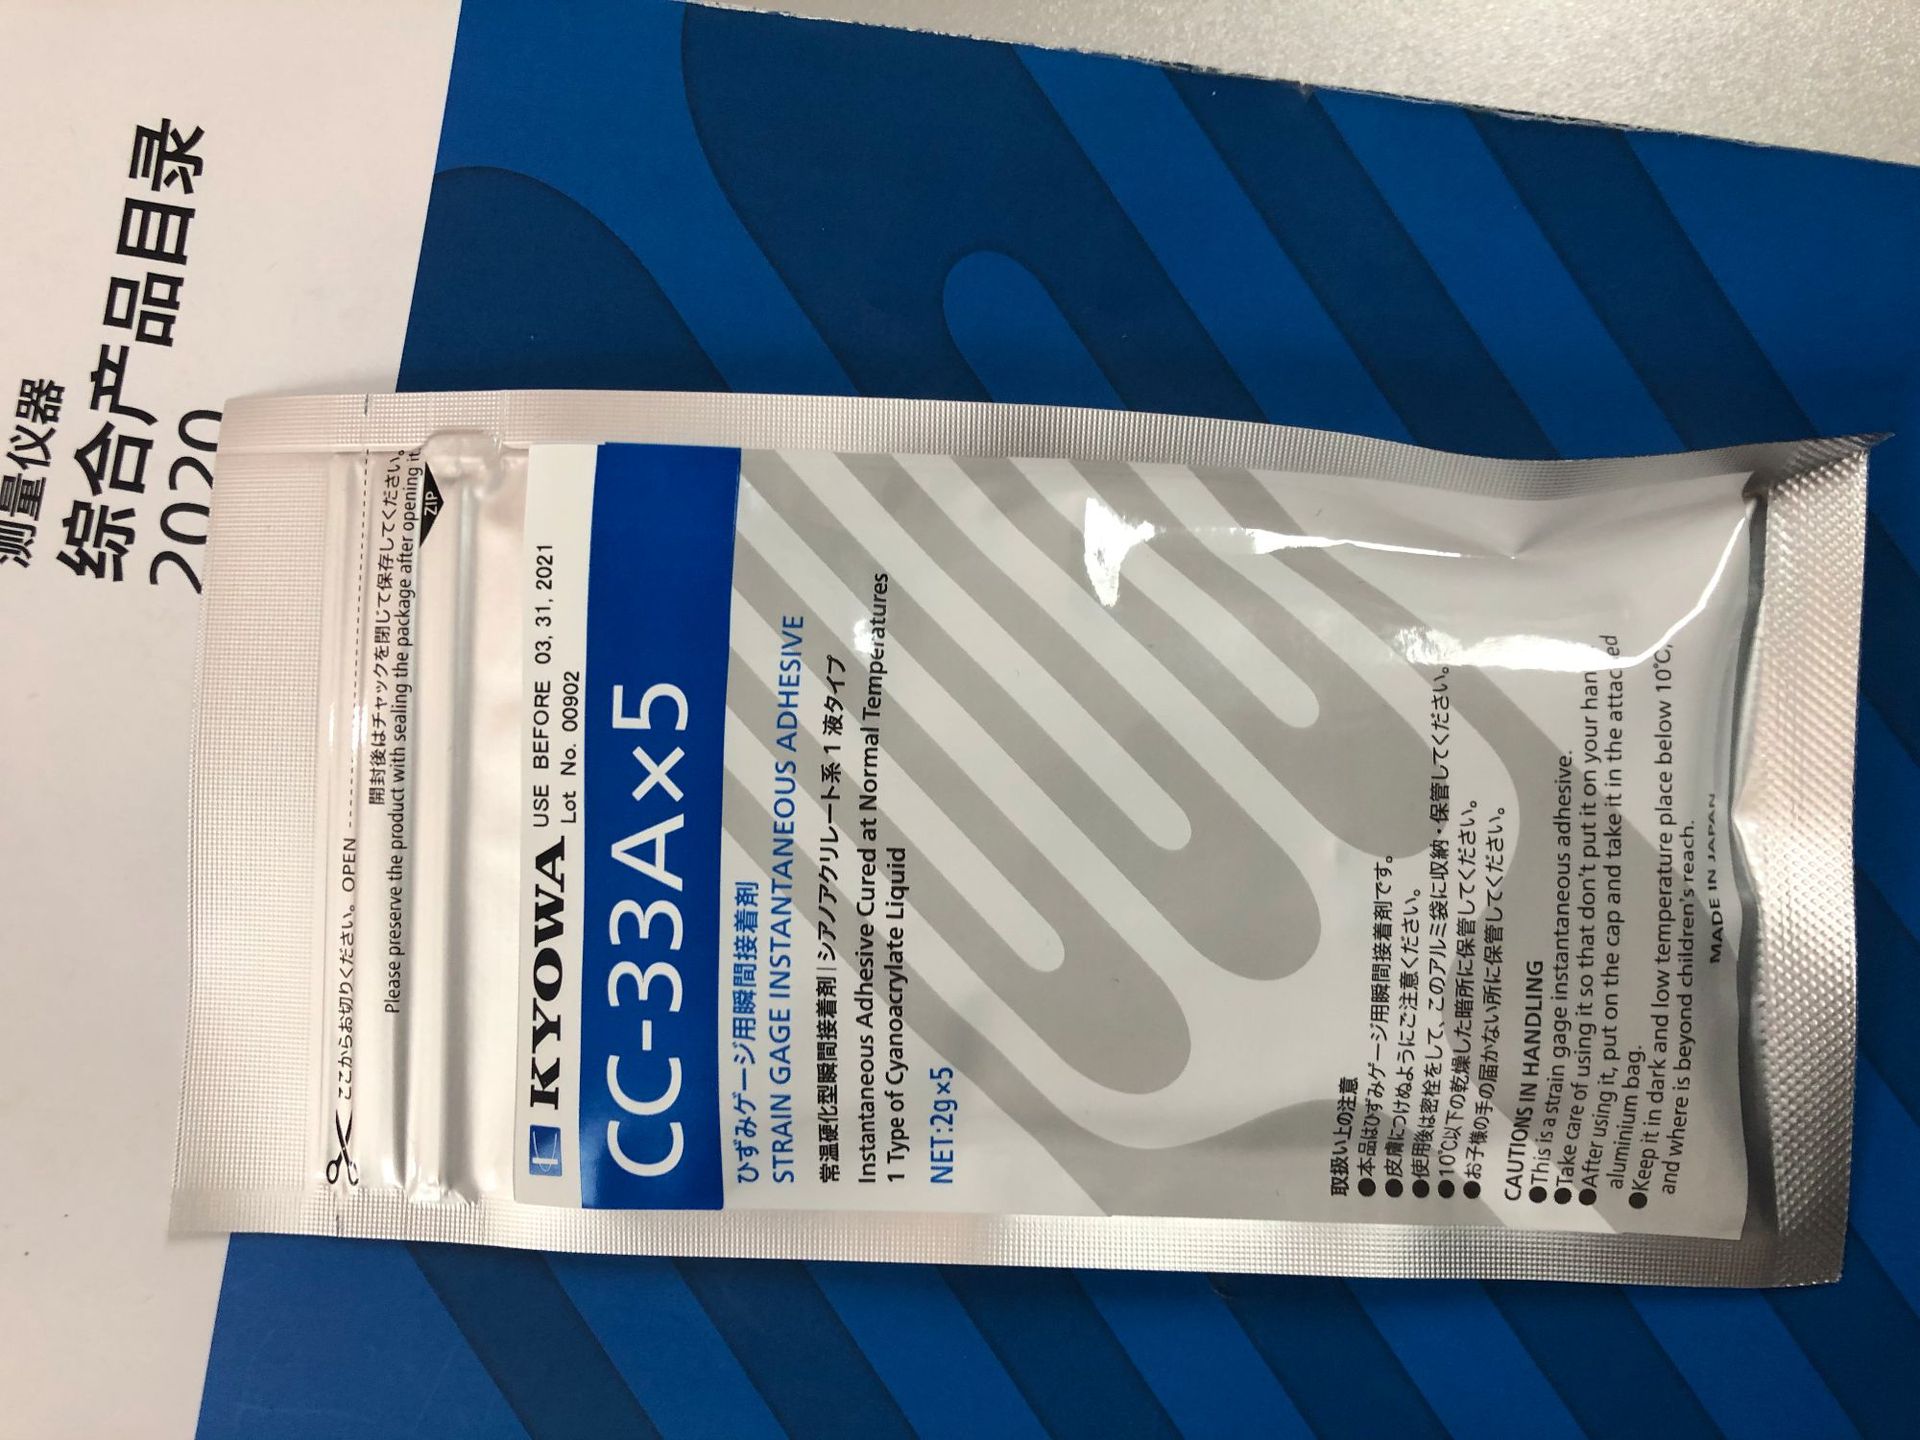 测量仪器
综合产品目录
2020
ここからお切りください。 OPEN
開封後はチャックを閉じて保存してください。
Please preserve the product with sealing the package after opening it.
ZIP
KYOWA
USE BEFORE 03, 31, 2021
Lot No. 00902
CC-33A×5
ひずみゲージ用瞬間接着剤
STRAIN GAGE INSTANTANEOUS ADHESIVE
常温硬化型瞬間接着剤|シアノアクリレート系1液タイプ
Instantaneous Adhesive Cured at Normal Temperatures
1 Type of Cyanoacrylate Liquid
NET:2g×5
取扱い上の注意
●本品はひずみゲージ用瞬間接着剤です。
●皮膚につけぬようにご注意ください。
●使用後は密栓をして、このアルミ袋に収納・保管してください。
●10℃以下の乾燥した暗所に保管してください。
●お子様の手の届かない所に保管してください。
CAUTIONS IN HANDLING
●This is a strain gage instantaneous adhesive.
●Take care of using it so that don't put it on your han
●After using it, put on the cap and take it in the attached
aluminium bag.
●Keep it in dark and low temperature place below 10℃,
and where is beyond children's reach.
MADE IN JAPAN